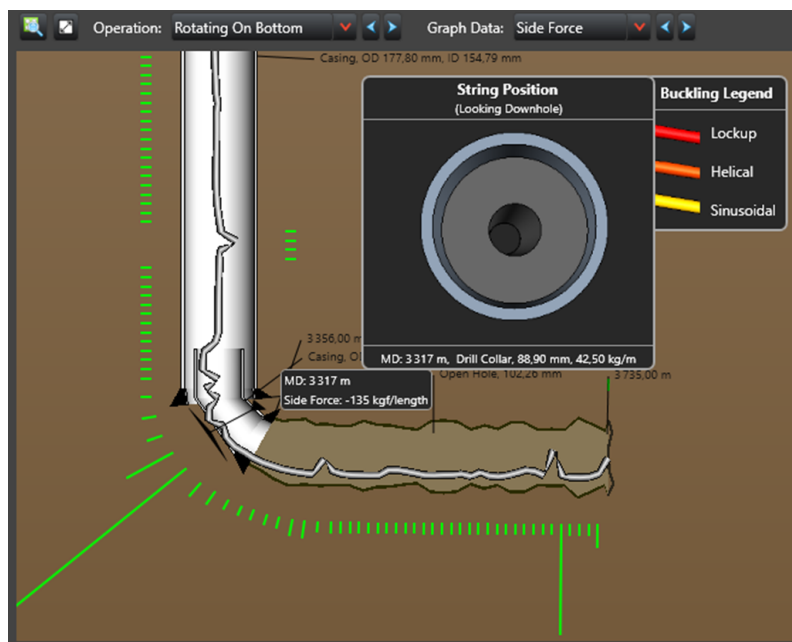 Operation: Rotating On Bottom Graph Data: Side Force
Casing, OD 177,80 mm, ID 154,79 mm
String Position
(Looking Downhole)
MD: 3 317 m, Drill Collar, 88,90 mm, 42,50 kg/m
Buckling Legend
Lockup
Helical
Sinusoidal
3 356,00 m
Casing, O
MD: 3 317 m
Side Force: -135 kgf/length
Open Hole, 102,26 mm
3 735,00 m